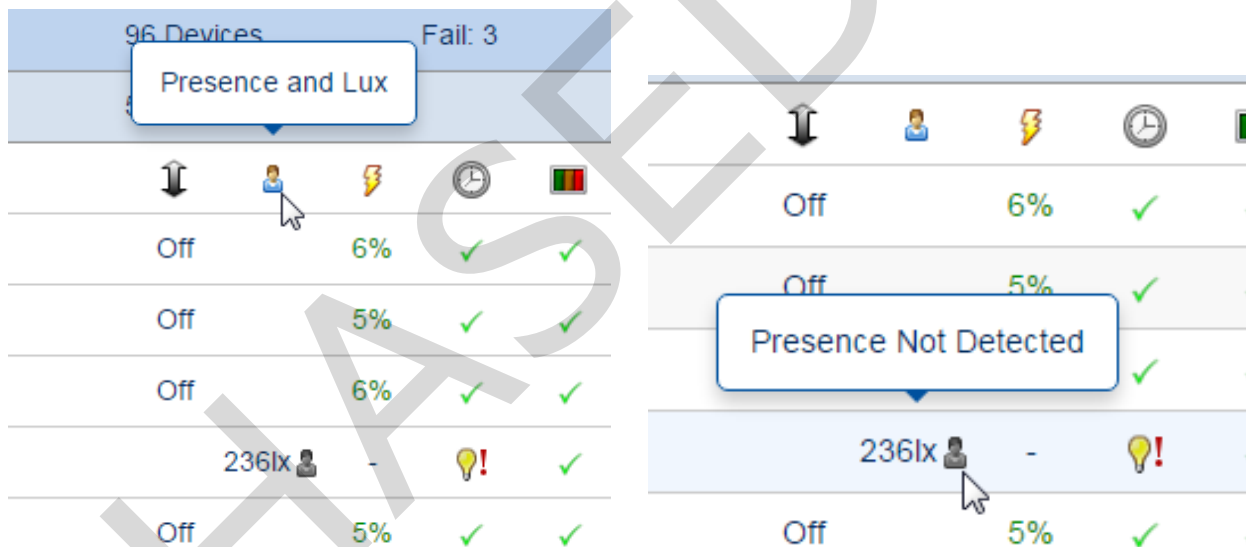 96 Devices Fail: 3
Presence and Lux
Off 6%
Off 5%
Off 6%
236lx - !
Off 5%
Off 6%
Off 5%
Presence Not Detected
236lx - !
Off 5%
HASED